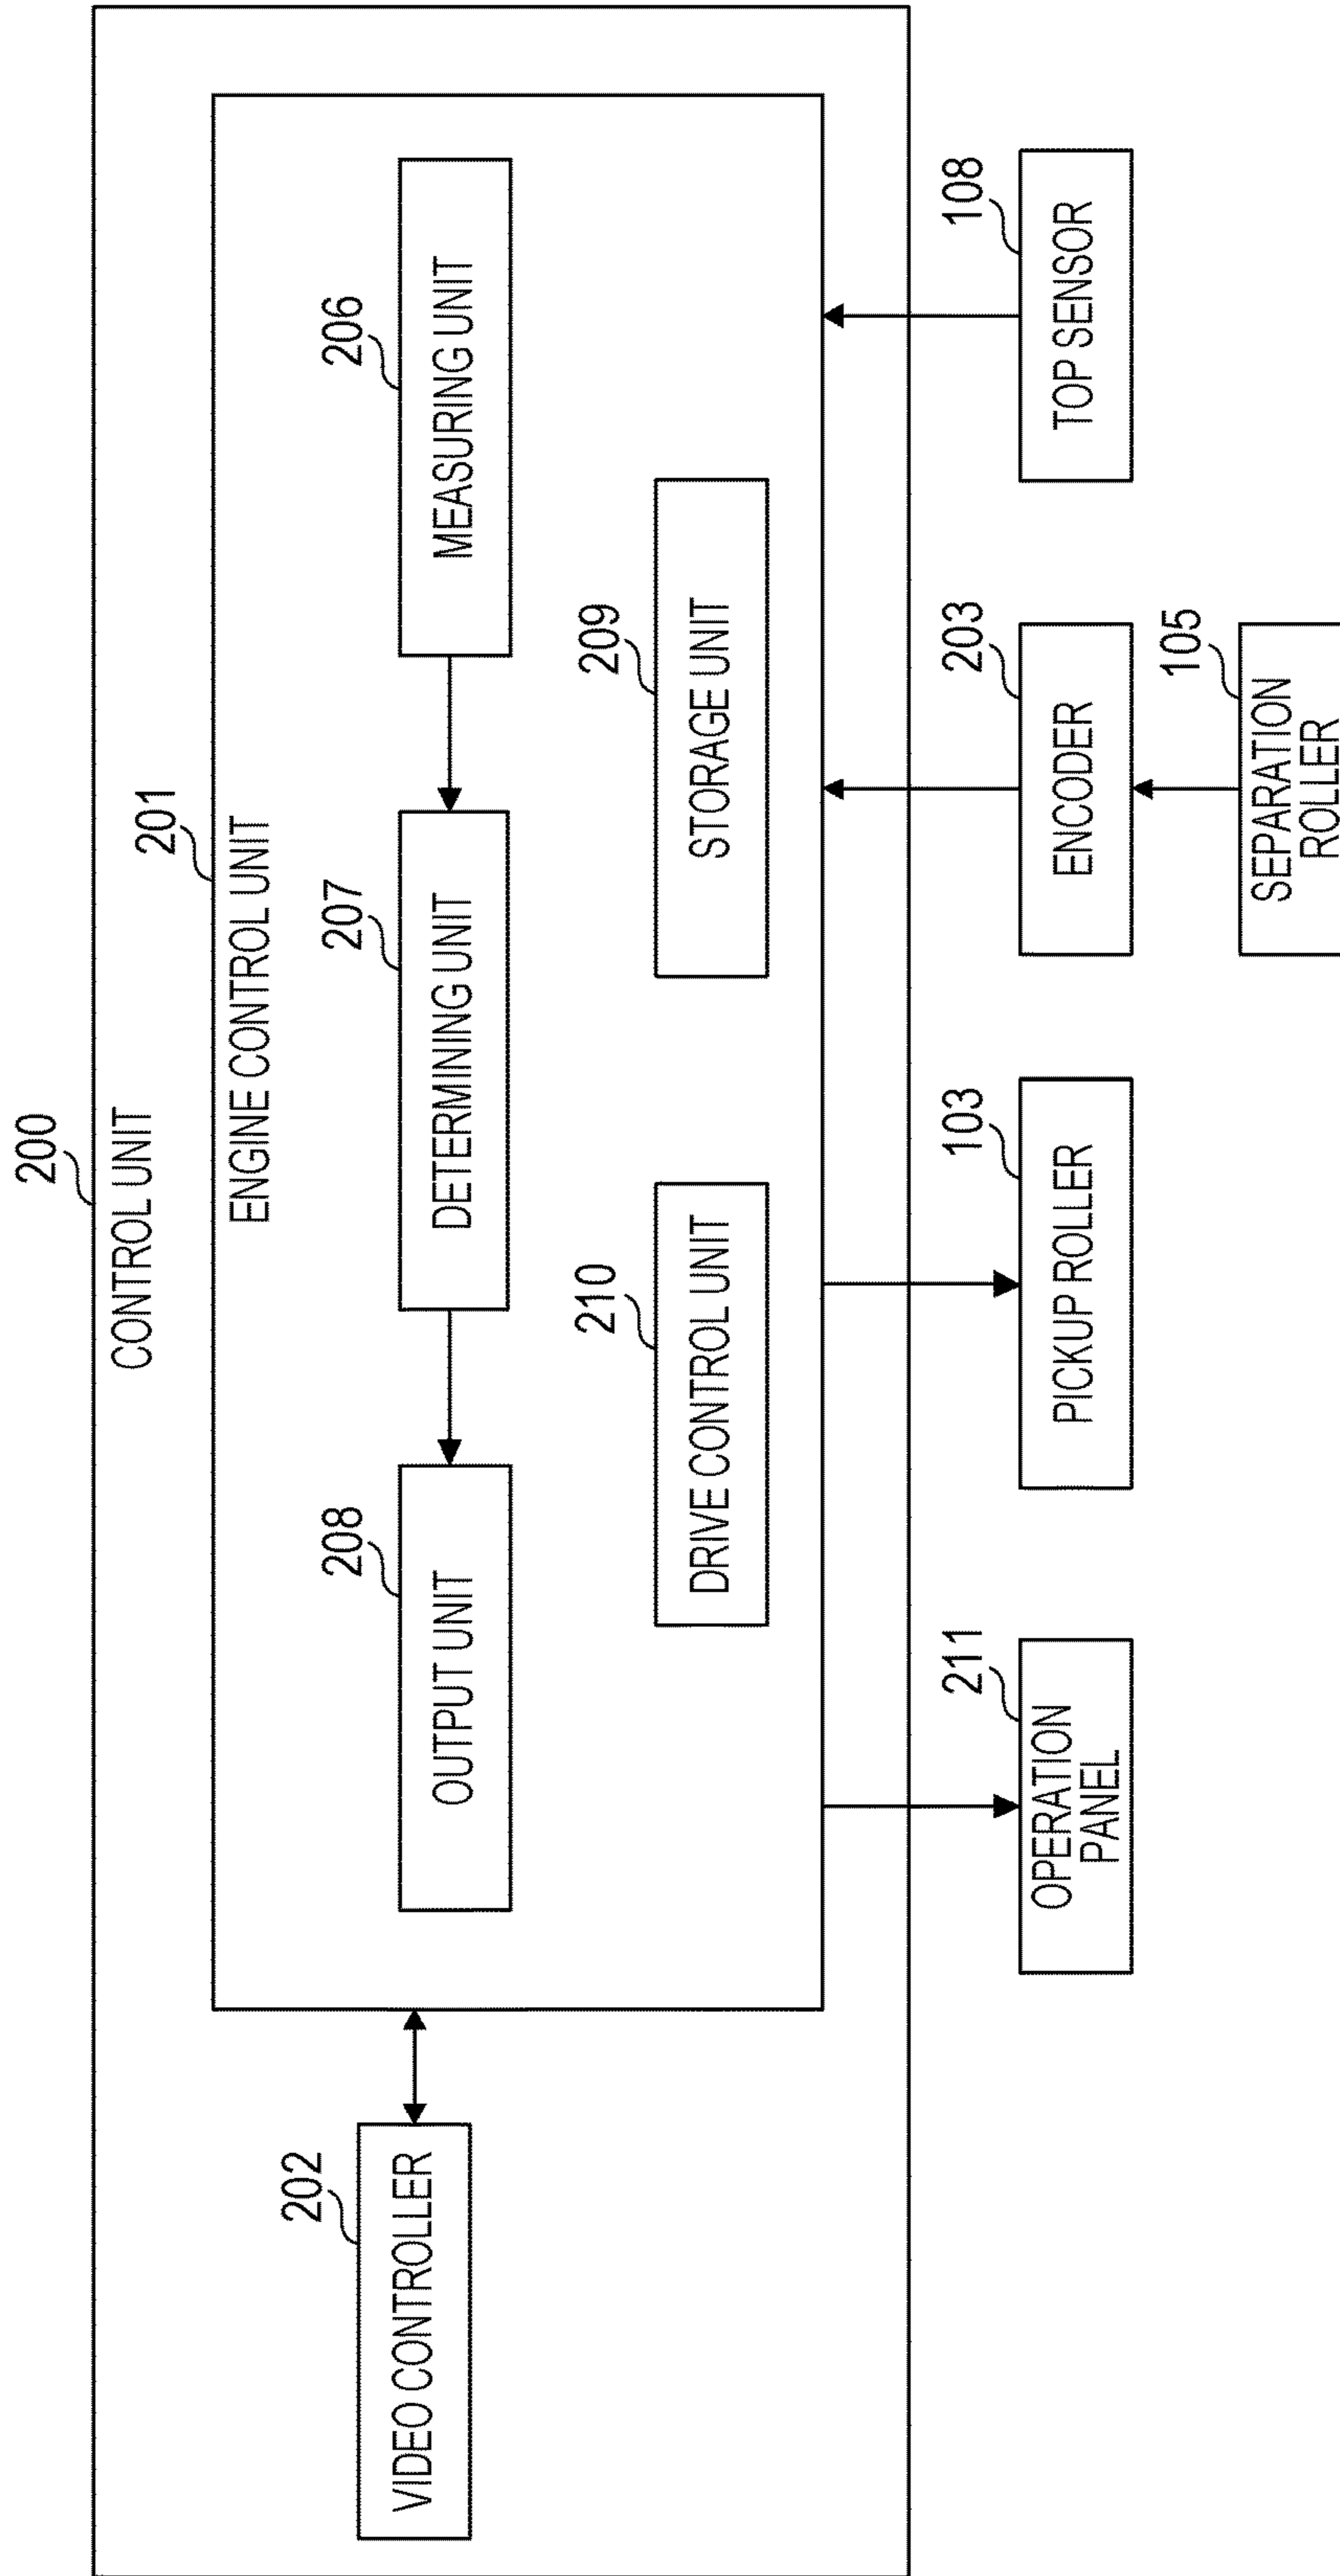 200
CONTROL UNIT
201
ENGINE CONTROL UNIT
202
VIDEO CONTROLLER
208
OUTPUT UNIT
207
DETERMINING UNIT
206
MEASURING UNIT
210
DRIVE CONTROL UNIT
209
STORAGE UNIT
211
OPERATION
PANEL
103
PICKUP ROLLER
203
ENCODER
108
TOP SENSOR
105
SEPARATION
ROLLER